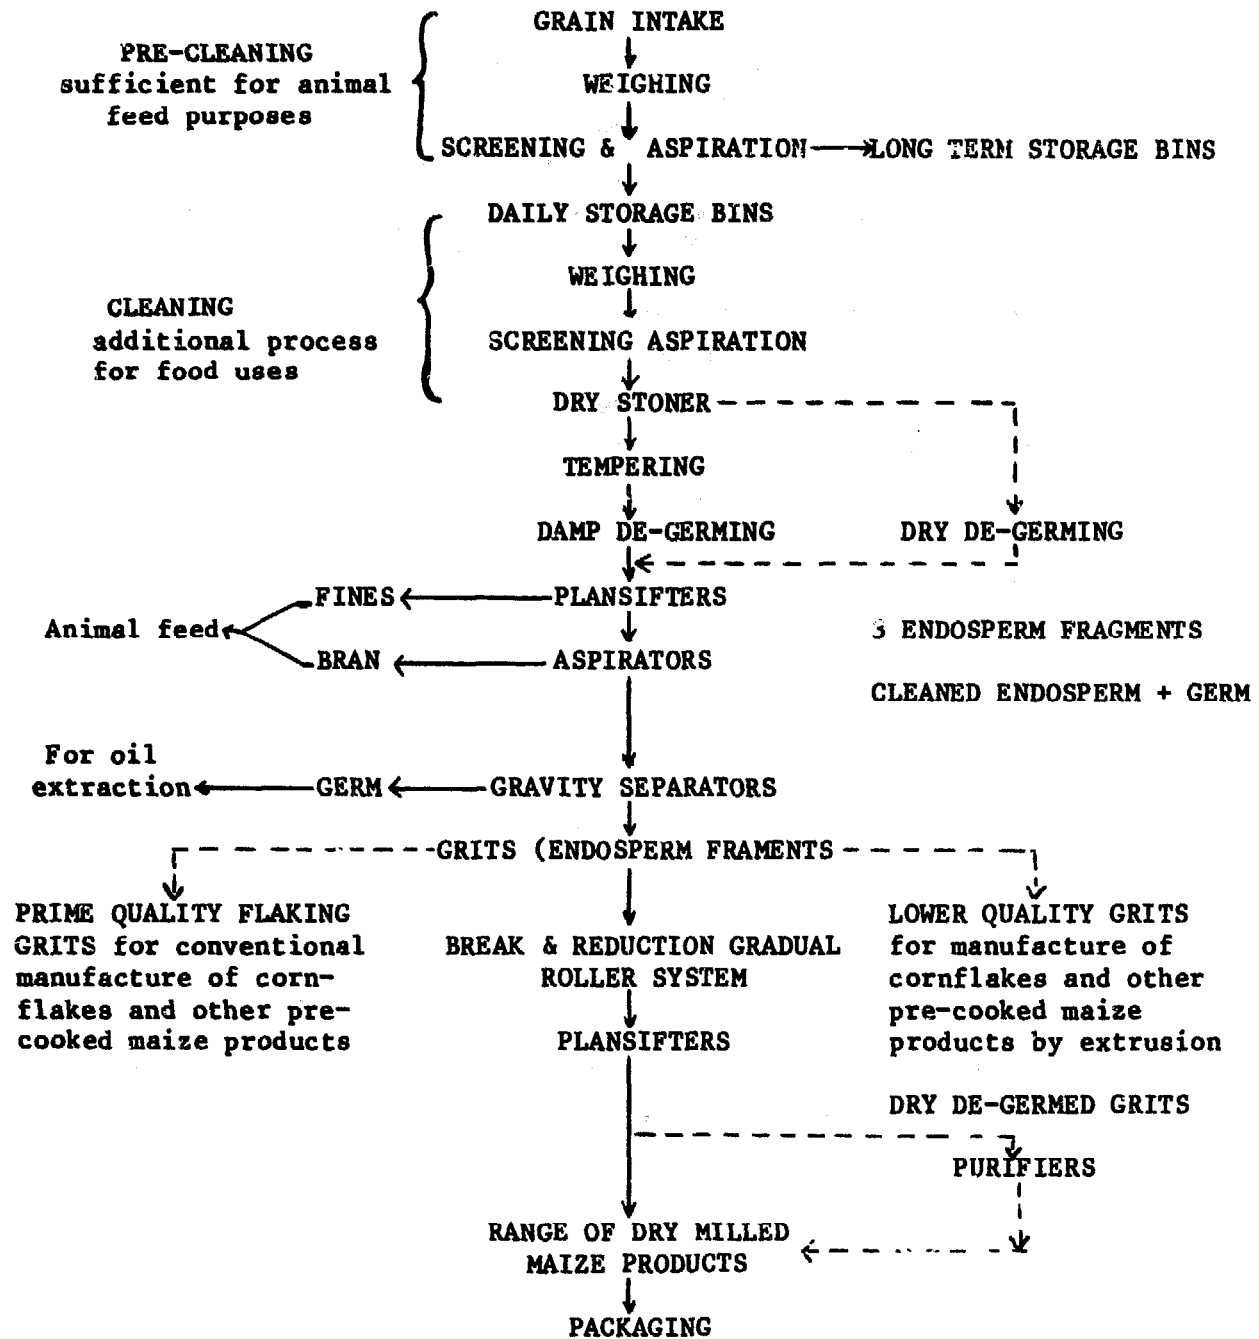 GRAIN INTAKE
PRE-CLEANING
sufficient for animal
feed purposes
WEIGHING
SCREENING & ASPIRATION
LONG TERM STORAGE BINS
DAILY STORAGE BINS
WEIGHING
CLEANING
additional process
for food uses
SCREENING ASPIRATION
DRY STONER
TEMPERING
DAMP DE-GERMING
DRY DE-GERMING
FINES
PLANSIFTERS
Animal feed
3 ENDOSPERM FRAGMENTS
BRAN
ASPIRATORS
CLEANED ENDOSPERM + GERM
For oil
extraction
GERM
GRAVITY SEPARATORS
GRITS (ENDOSPERM FRAMENTS
PRIME QUALITY FLAKING
GRITS for conventional
manufacture of corn-
flakes and other pre-
cooked maize products
BREAK & REDUCTION GRADUAL
ROLLER SYSTEM
LOWER QUALITY GRITS
for manufacture of
cornflakes and other
pre-cooked maize
products by extrusion
PLANSIFTERS
DRY DE-GERMED GRITS
PURIFIERS
RANGE OF DRY MILLED
MAIZE PRODUCTS
PACKAGING